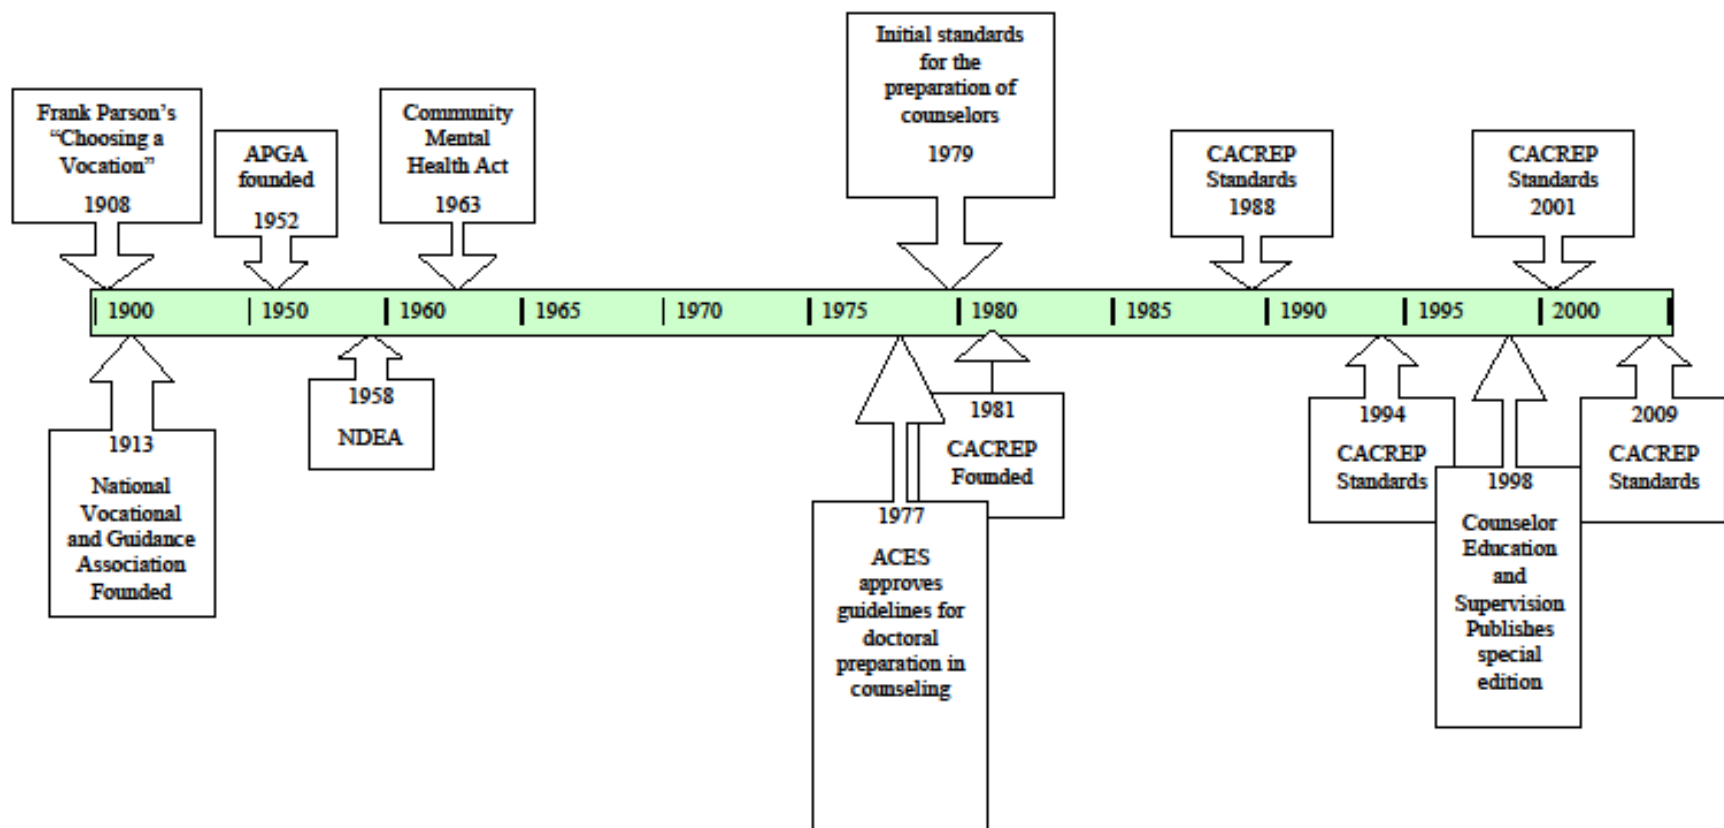 Frank Parson’s
“Choosing a
Vocation”
1908
APGA
founded
1952
Community
Mental
Health Act
1963
Initial standards
for the
preparation of
counselors
1979
CACREP
Standards
1988
CACREP
Standards
2001
1900
1950
1960
1965
1970
1975
1980
1985
1990
1995
2000
1913
National
Vocational
and Guidance
Association
Founded
1958
NDEA
1977
ACES
approves
guidelines for
doctoral
preparation in
counseling
1981
CACREP
Founded
1994
CACREP
Standards
1998
Counselor
Education
and
Supervision
Publishes
special
edition
2009
CACREP
Standards